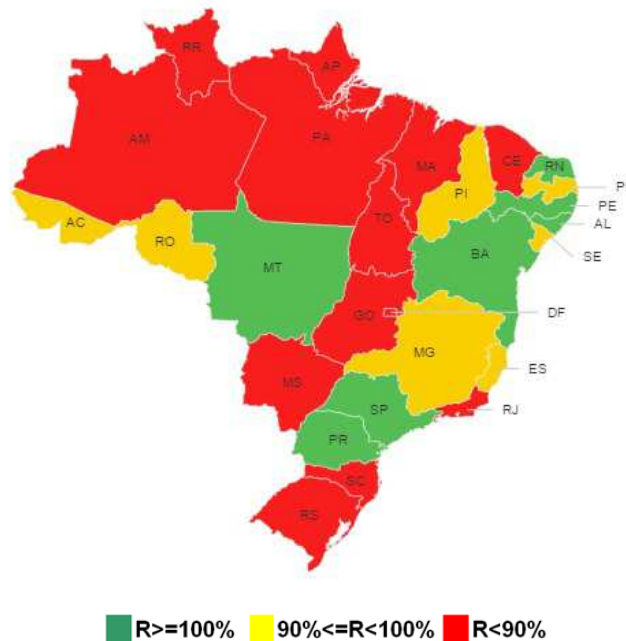 RR
AP
AM
PA
MA
CE
RN
P
PI
PE
TO
AL
AC
RO
BA
SE
MT
GO
DF
MG
ES
MS
SP
RJ
PR
SC
RS
R>=100% 90%<=R<100% R<90%